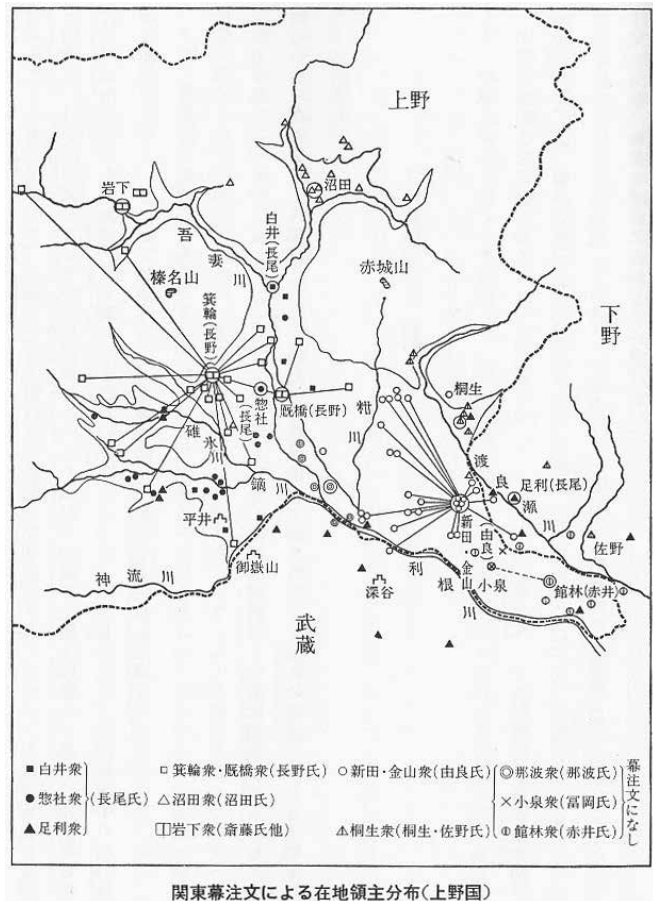 上野
岩下
沼田
吾妻川
白井(長尾)
榛名山
赤城山
下野
箕輪(長野)
桐生
惣社(長尾)
厩橋(長野)
碓氷川
渡良瀬川
足利(長尾)
鏑川
新田・金山(由良)
佐野
平井
御嶽山
利根川
小泉
館林(赤井)
深谷
神流川
武蔵
■白井衆
●惣社衆(長尾氏)
▲足利衆
□箕輪衆・厩橋衆(長野氏)
△沼田衆(沼田氏)
岩下衆(斎藤氏他)
○新田・金山衆(由良氏)
桐生衆(桐生・佐野氏)
◎那波衆(那波氏)
×小泉衆(冨岡氏)
館林衆(赤井氏)
幕注文になし
関東幕注文による在地領主分布(上野国)